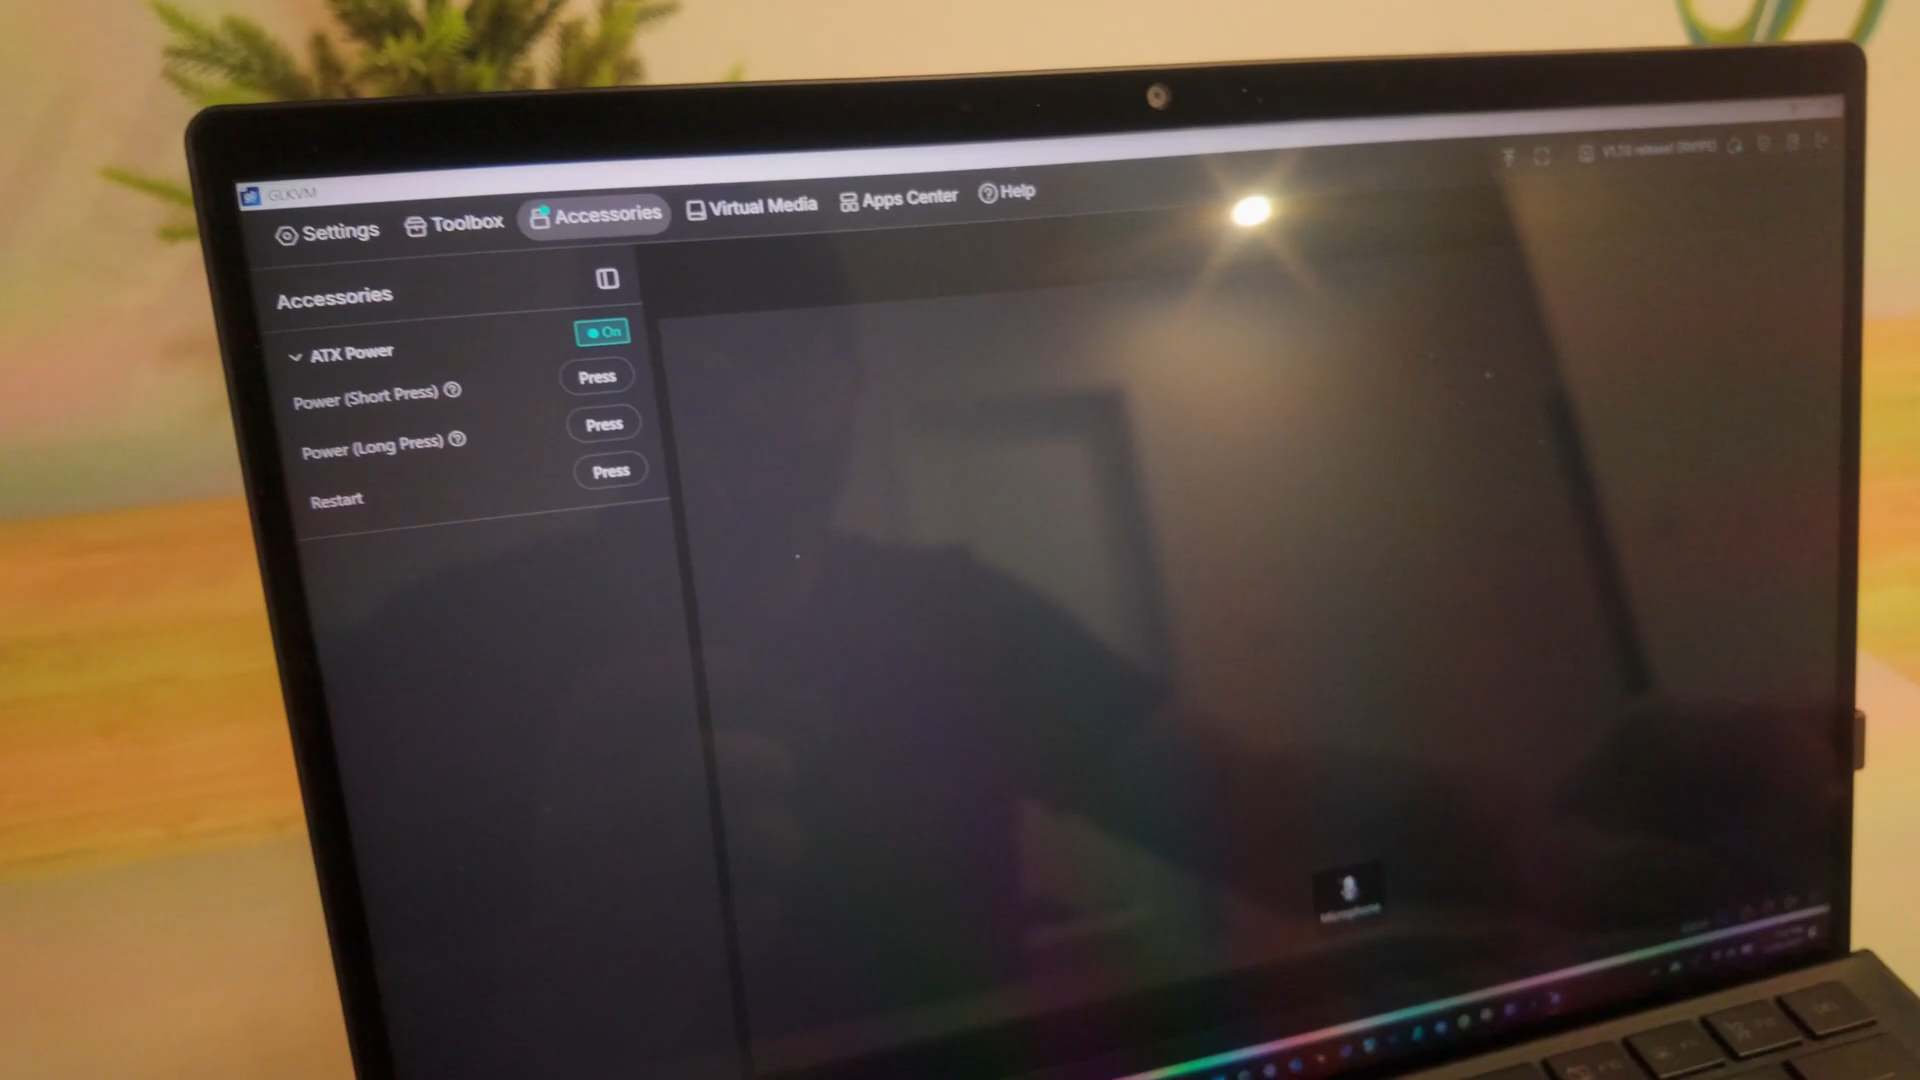 GLKVM
Settings Toolbox Accessories Virtual Media Apps Center Help
Accessories
ATX Power On
Power (Short Press) Press
Power (Long Press) Press
Restart Press
Microphone